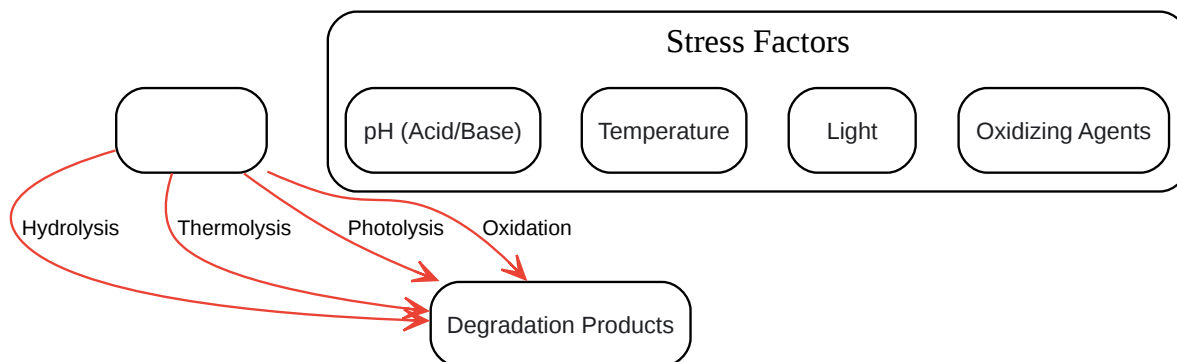 Stress Factors
pH (Acid/Base)
Temperature
Light
Oxidizing Agents
Hydrolysis
Thermolysis
Photolysis
Oxidation
Degradation Products